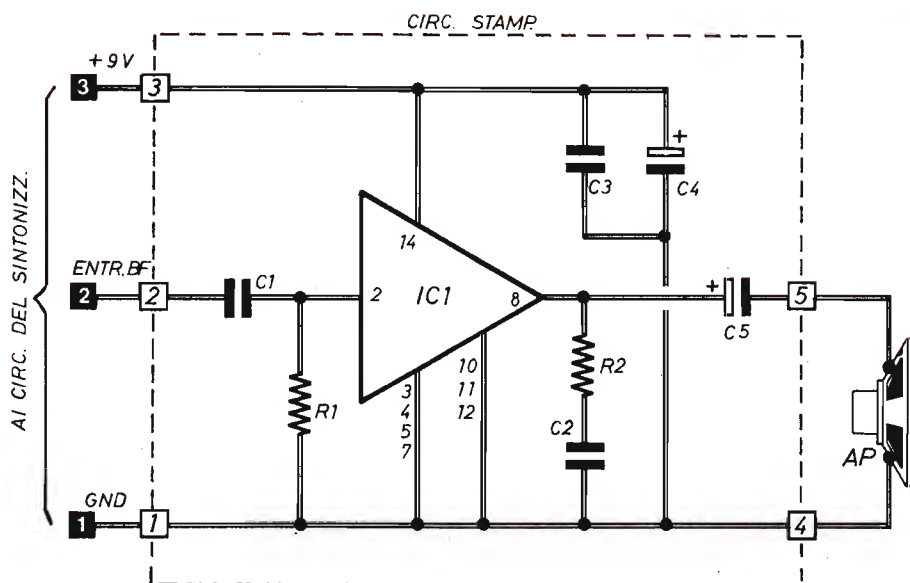 CIRC. STAMP.
+9V
3 3
C3
+
C4
14
AI CIRC. DEL SINTONIZZ.
ENTR. BF
2 2
C1
2
IC1
8
+
C5
5
R1
3
4
5
7
10
11
12
R2
C2
AP
GND
1 1
4